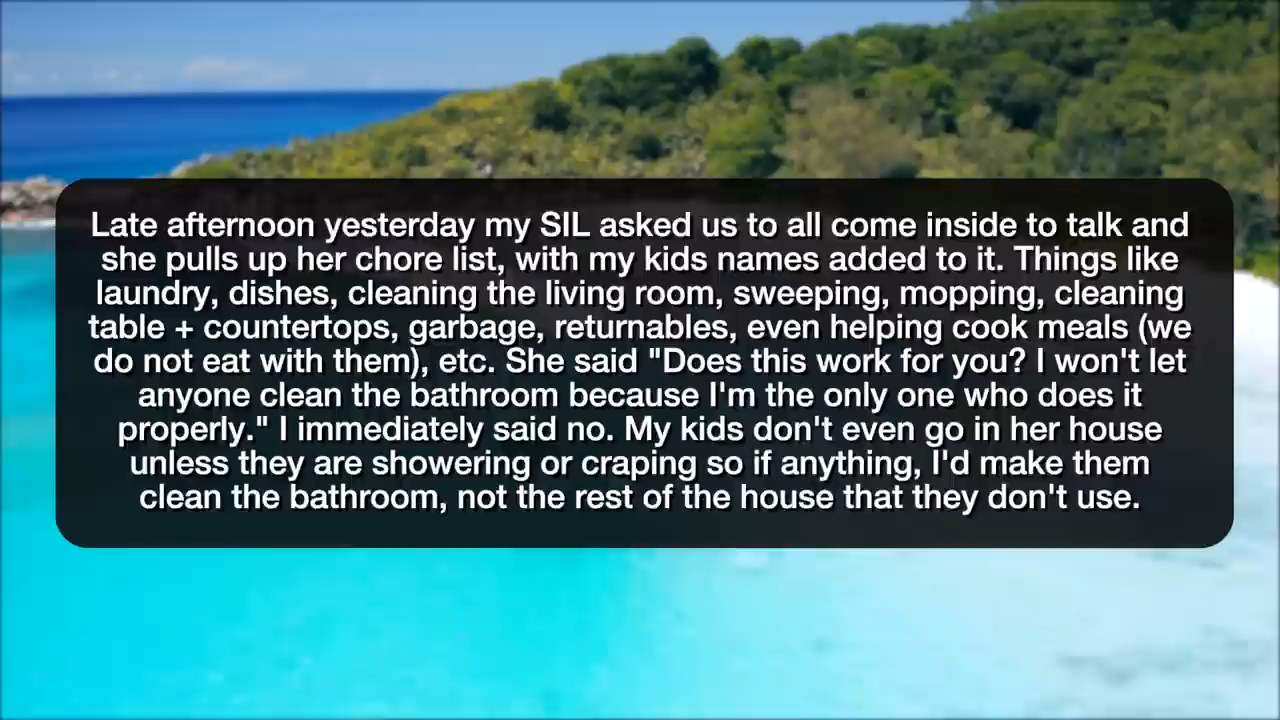 Late afternoon yesterday my SIL asked us to all come inside to talk and
she pulls up her chore list, with my kids names added to it. Things like
laundry, dishes, cleaning the living room, sweeping, mopping, cleaning
table + countertops, garbage, returnables, even helping cook meals (we
do not eat with them), etc. She said "Does this work for you? I won't let
anyone clean the bathroom because I'm the only one who does it
properly." I immediately said no. My kids don't even go in her house
unless they are showering or craping so if anything, I'd make them
clean the bathroom, not the rest of the house that they don't use.